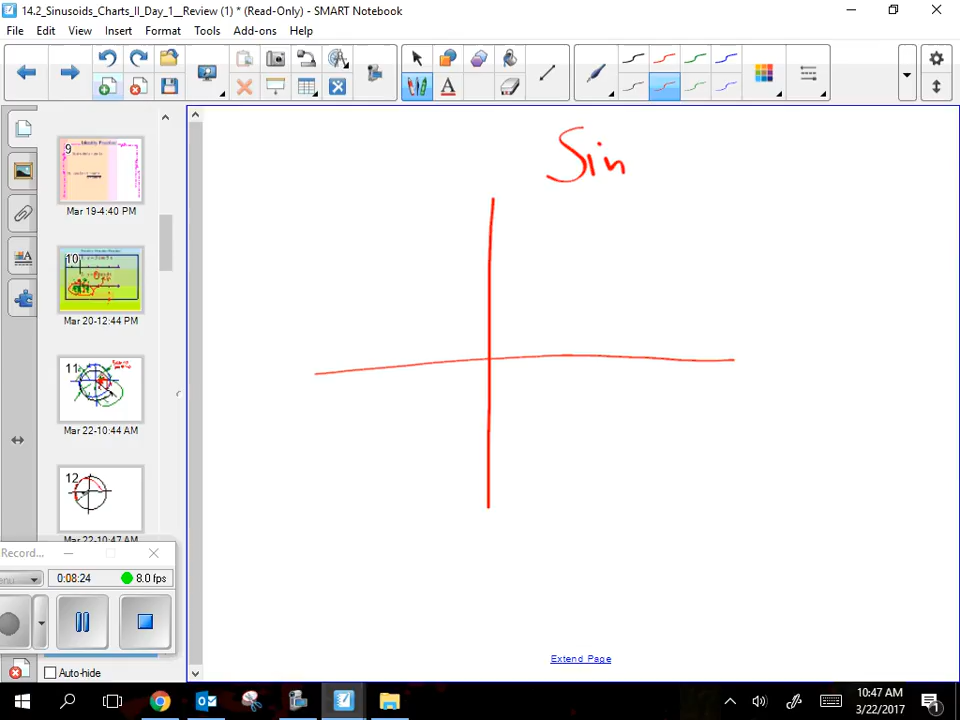 14.2_Sinusoids_Charts_II_Day_1__Review (1) * (Read-Only) - SMART Notebook
File Edit View Insert Format Tools Add-ons Help
Sin
9
Mar 19-4:40 PM
10
Mar 20-12:44 PM
11
Mar 22-10:44 AM
12
Mar 22-10:47 AM
Record...
0:08:24
8.0 fps
Auto-hide
Extend Page
10:47 AM
3/22/2017
1